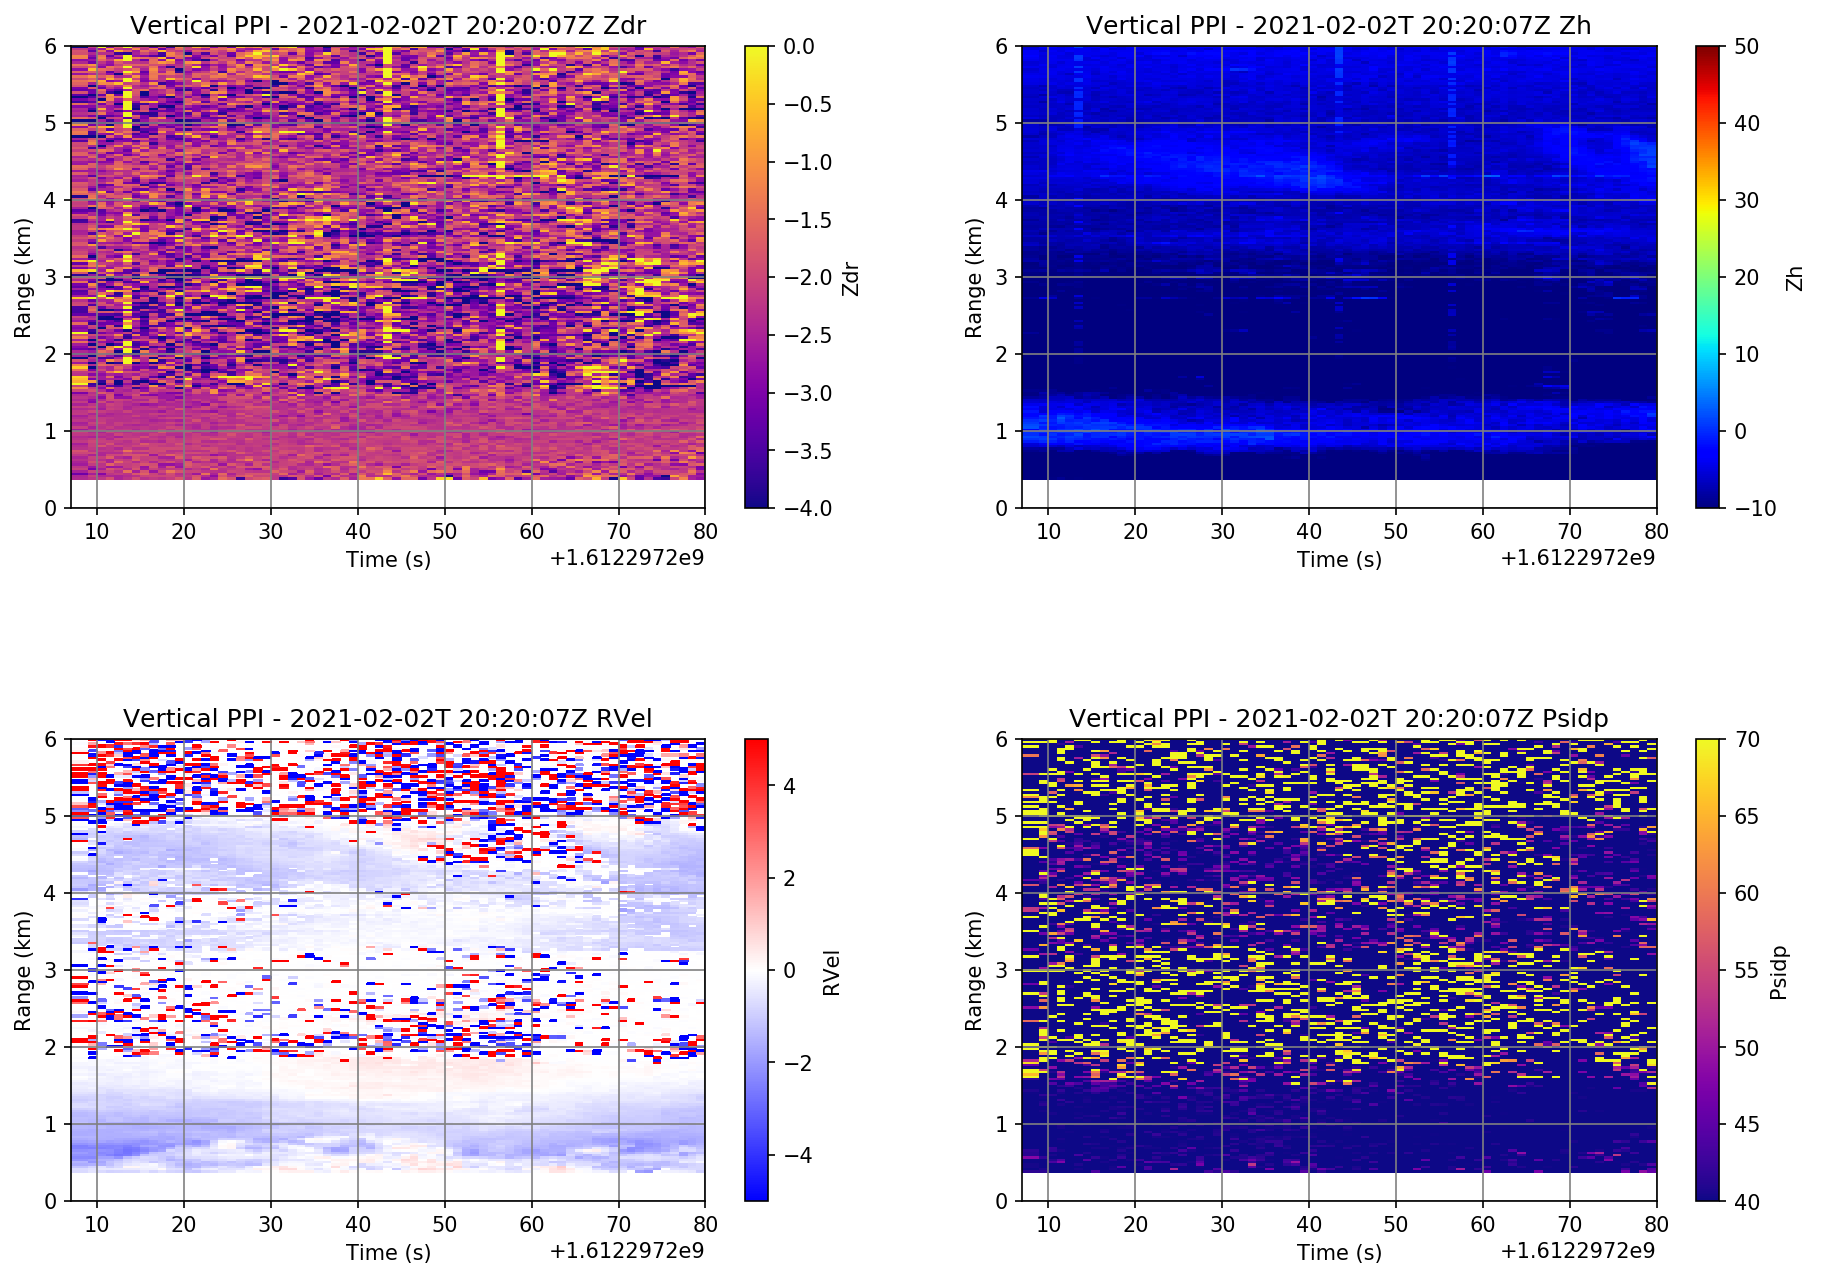 Vertical PPI - 2021-02-02T 20:20:07Z Zdr
6
5
4
3
2
1
0
Range (km)
10 20 30 40 50 60 70 80
Time (s)
+1.6122972e9
0.0
−0.5
−1.0
−1.5
−2.0
−2.5
−3.0
−3.5
−4.0
Zdr
Vertical PPI - 2021-02-02T 20:20:07Z Zh
6
5
4
3
2
1
0
Range (km)
10 20 30 40 50 60 70 80
Time (s)
+1.6122972e9
50
40
30
20
10
0
−10
Zh
Vertical PPI - 2021-02-02T 20:20:07Z RVel
6
5
4
3
2
1
0
Range (km)
10 20 30 40 50 60 70 80
Time (s)
+1.6122972e9
4
2
0
−2
−4
RVel
Vertical PPI - 2021-02-02T 20:20:07Z Psidp
6
5
4
3
2
1
0
Range (km)
10 20 30 40 50 60 70 80
Time (s)
+1.6122972e9
70
65
60
55
50
45
40
Psidp